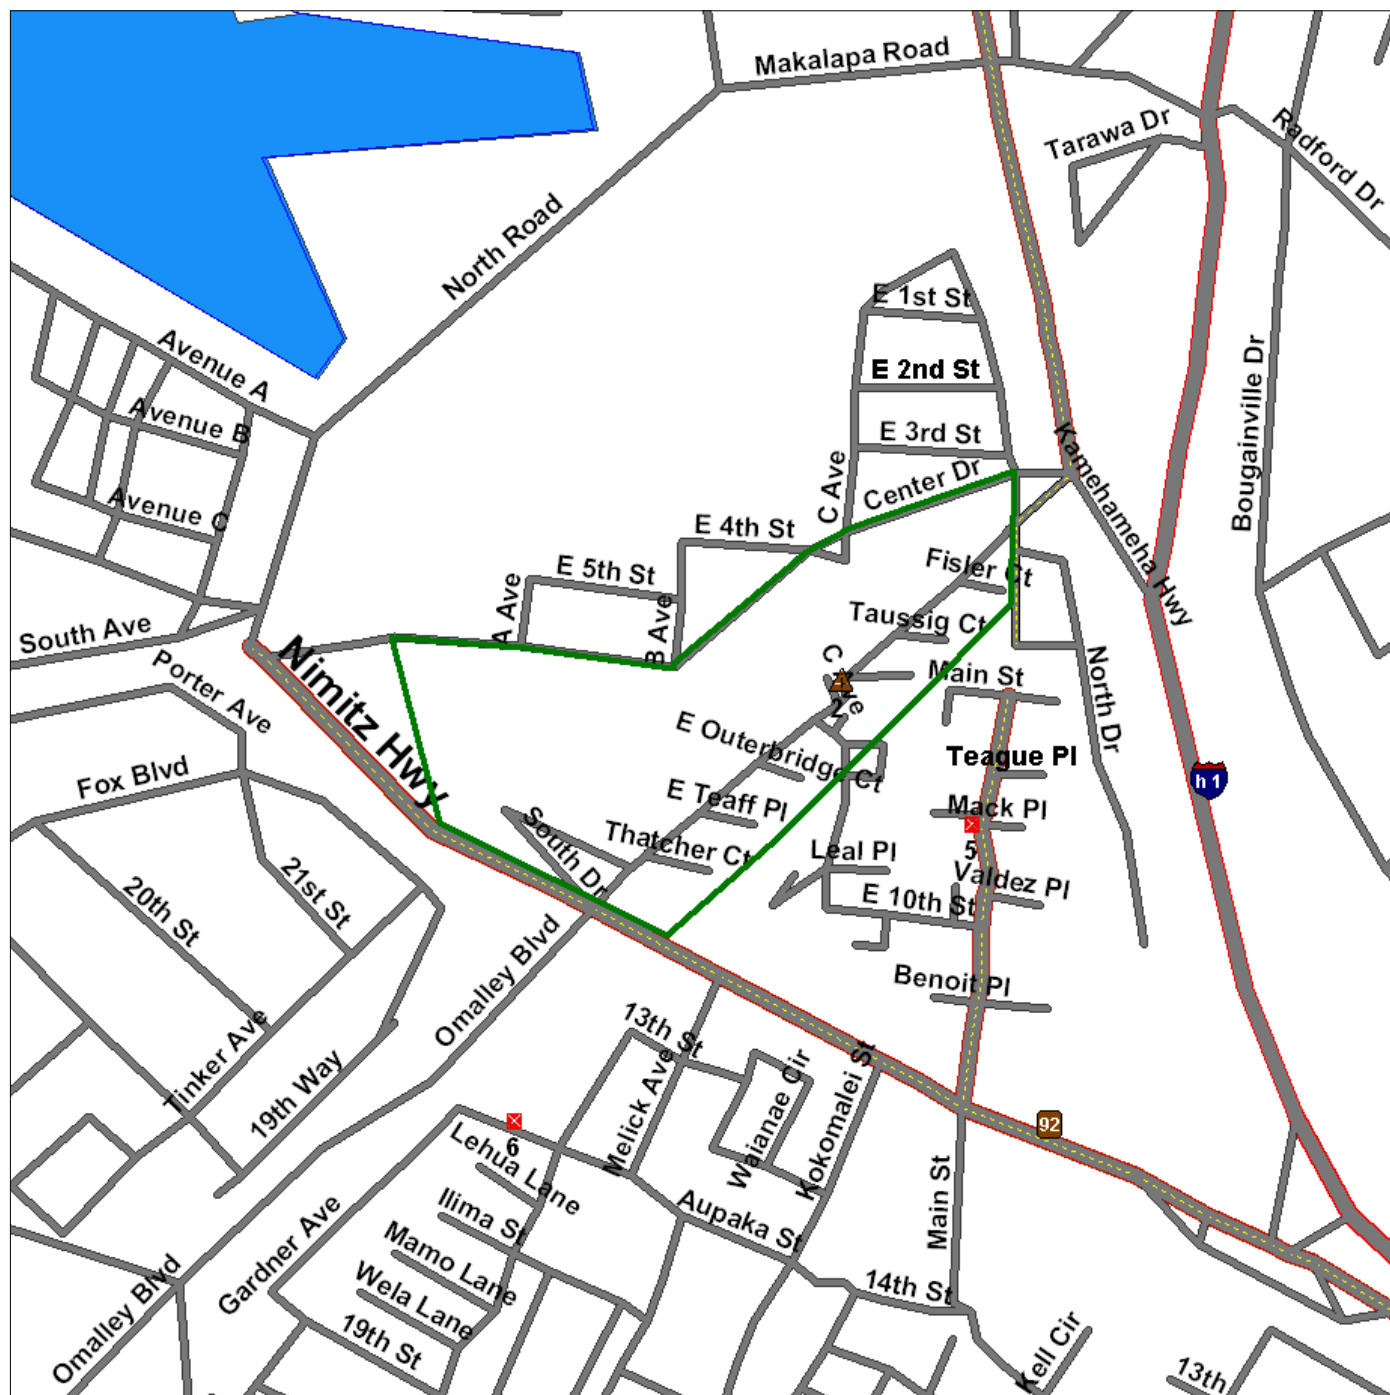 Makalapa Road
Tarawa Dr
Radford Dr
North Road
E 1st St
Avenue A
E 2nd St
Bougainville Dr
Avenue B
E 3rd St
Kamehameha Hwy
C Ave
Center Dr
Avenue C
E 4th St
E 5th St
Fisler Ct
A Ave
B Ave
Taussig Ct
South Ave
Nimitz Hwy
Porter Ave
C Ave
Main St
North Dr
4
2
E Outerbridge Ct
Teague Pl
Fox Blvd
h 1
E Teaff Pl
Mack Pl
South Dr
Thatcher Ct
Leal Pl
5
Valdez Pl
21st St
20th St
E 10th St
Omalley Blvd
Benoit Pl
13th St
Tinker Ave
19th Way
Melick Ave
Waianae Cir
Kokomalei St
92
6
Lehua Lane
Ilima St
Aupaka St
Main St
Gardner Ave
Mamo Lane
Omalley Blvd
Wela Lane
14th St
19th St
Kell Cir
13th